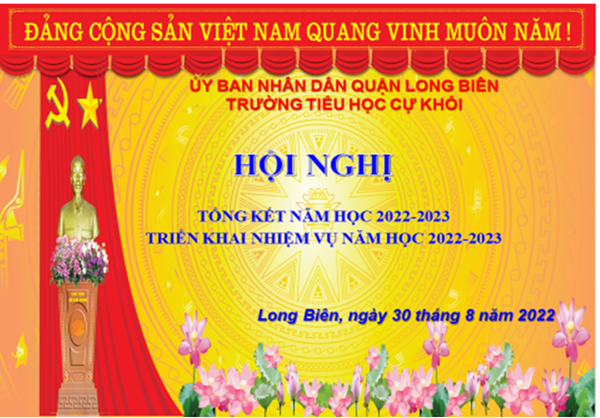 ĐẢNG CỘNG SẢN VIỆT NAM QUANG VINH MUÔN NĂM !
ỦY BAN NHÂN DÂN QUẬN LONG BIÊN
TRƯỜNG TIỂU HỌC CỰ KHỐI
HỘI NGHỊ
TỔNG KẾT NĂM HỌC 2022-2023
TRIỂN KHAI NHIỆM VỤ NĂM HỌC 2022-2023
Long Biên, ngày 30 tháng 8 năm 2022